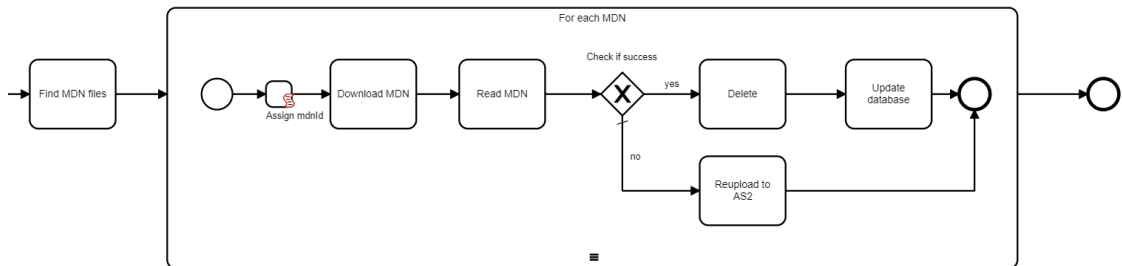 For each MDN
Check if success
Find MDN files
Assign mdnId
Download MDN
Read MDN
yes
Delete
Update
database
no
Reupload to
AS2